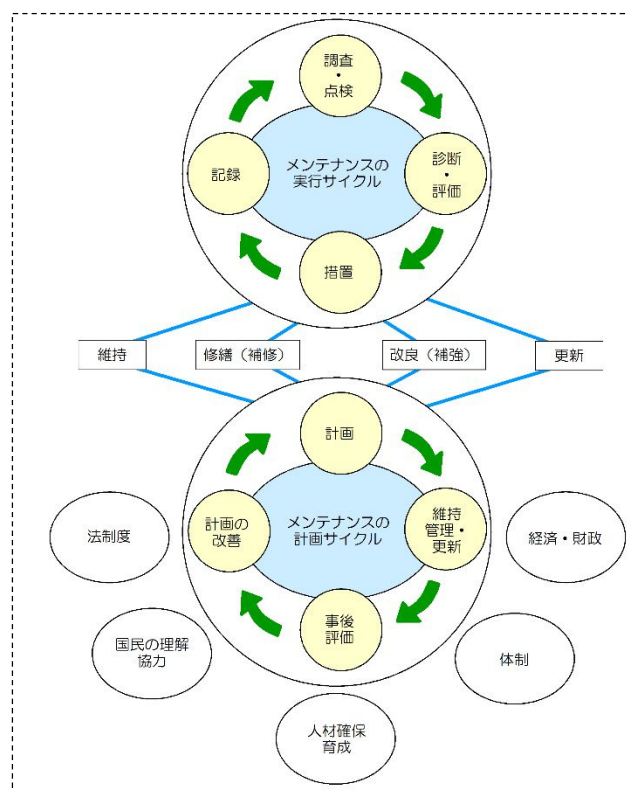 調査
・
点検
記録
メンテナンスの
実行サイクル
診断
・
評価
措置
維持
修繕（補修）
改良（補強）
更新
計画
計画の
改善
メンテナンスの
計画サイクル
維持
管理・
更新
事後
評価
法制度
経済・財政
国民の理解
協力
体制
人材確保
育成